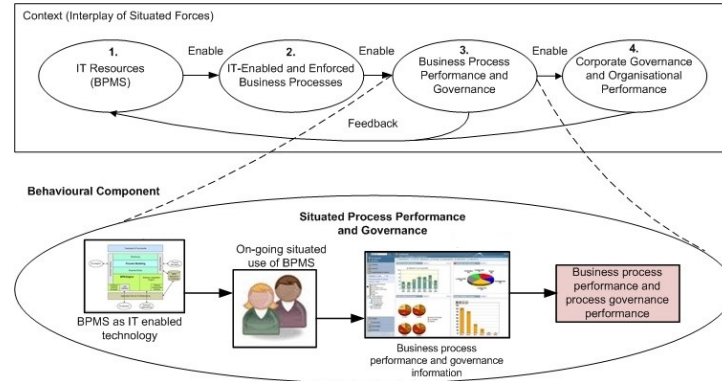 Context (Interplay of Situated Forces)
1.
IT Resources
(BPMS)
Enable
2.
IT-Enabled and Enforced
Business Processes
Enable
3.
Business Process
Performance and
Governance
Enable
4.
Corporate Governance
and Organisational
Performance
Feedback
Behavioural Component
Situated Process Performance
and Governance
BPMS as IT enabled
technology
On-going situated
use of BPMS
Business process
performance and governance
information
Business process
performance and
process governance
performance